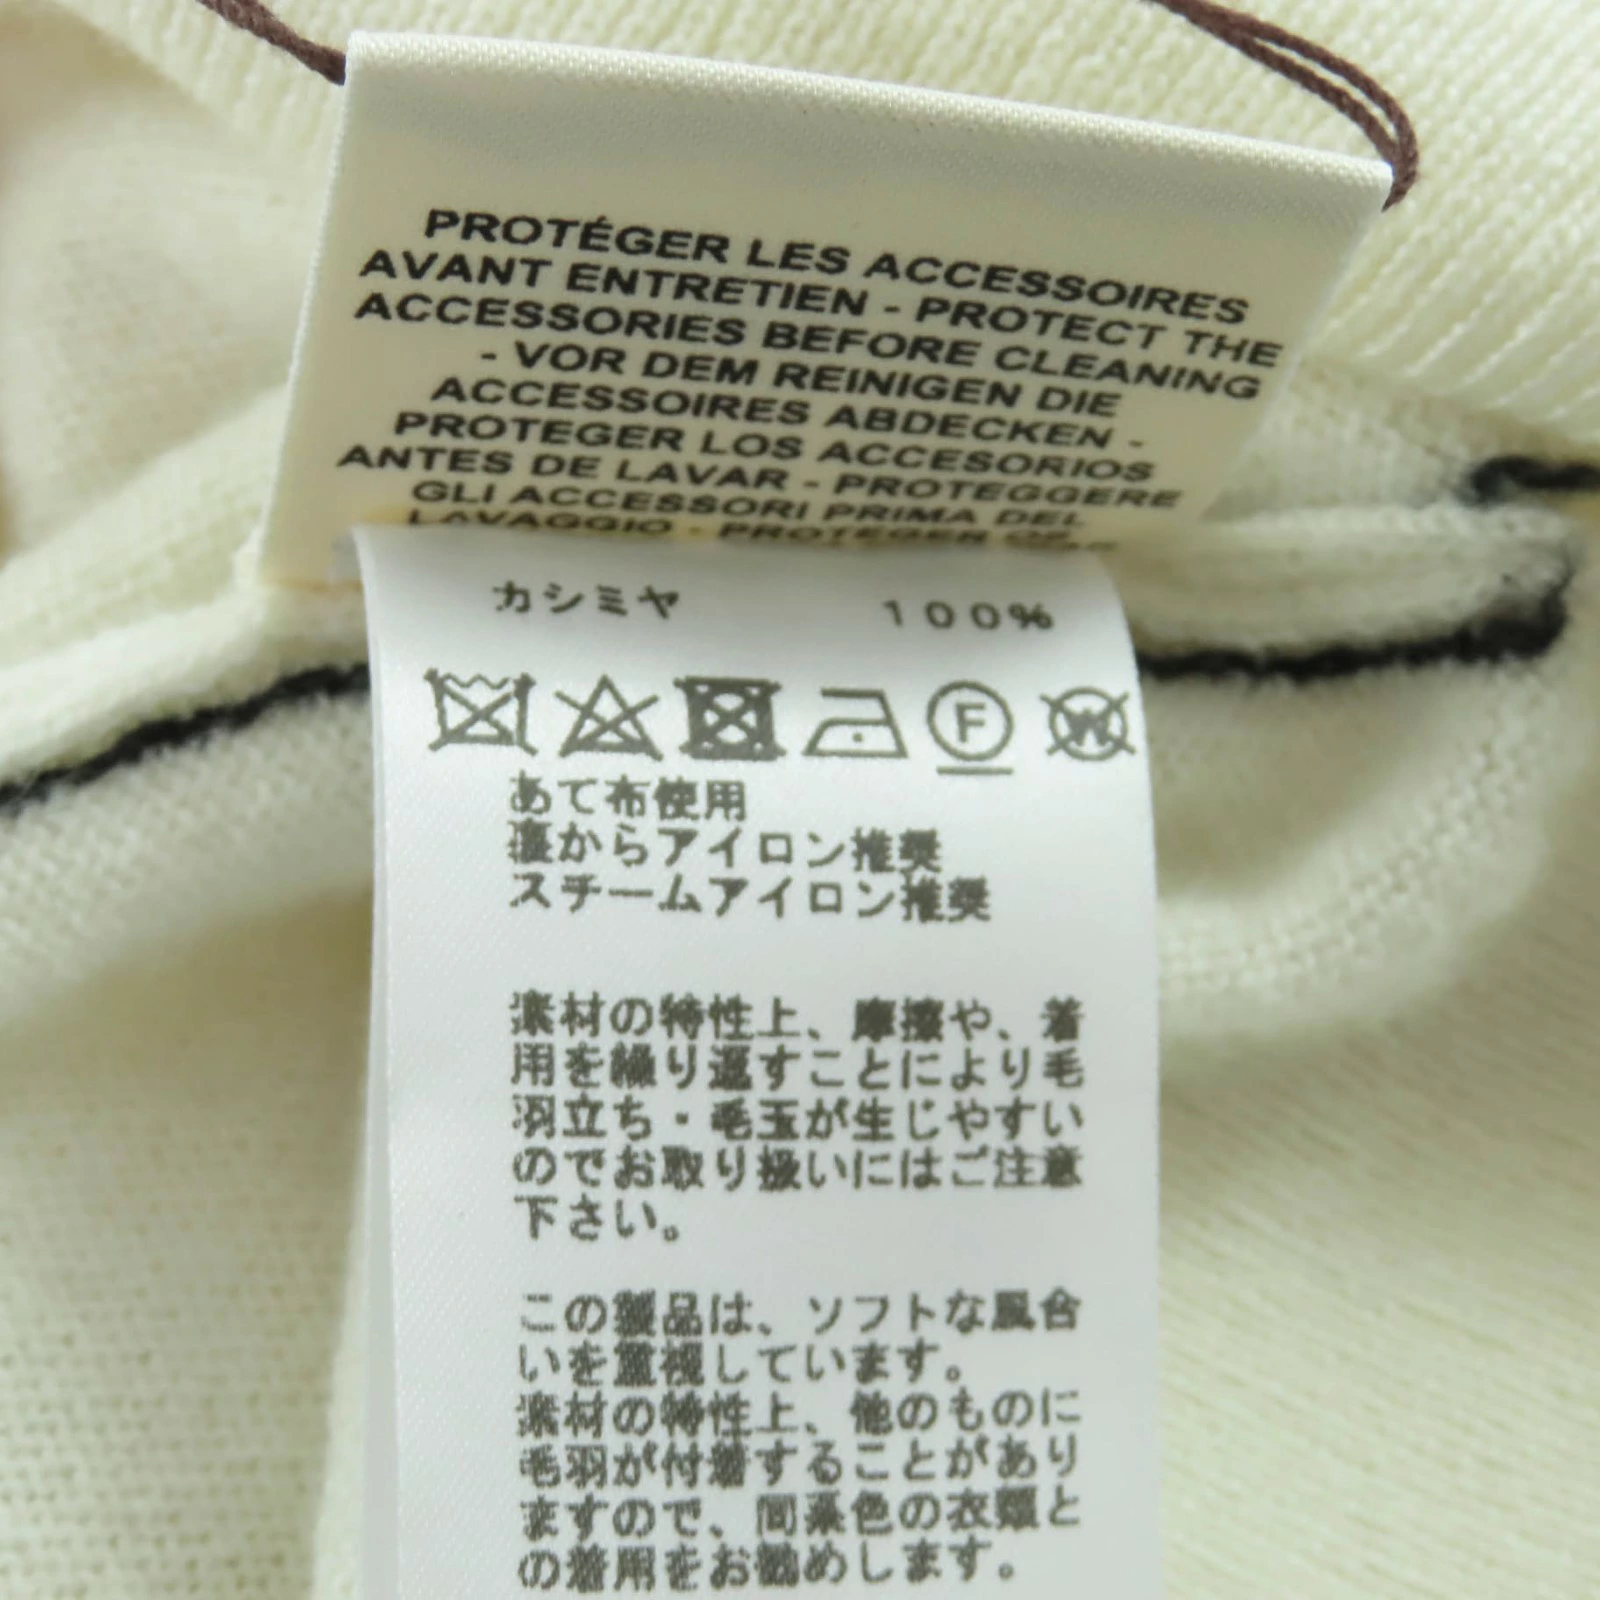 PROTÉGER LES ACCESSOIRES
AVANT ENTRETIEN - PROTECT THE
ACCESSORIES BEFORE CLEANING
- VOR DEM REINIGEN DIE
ACCESSOIRES ABDECKEN -
PROTEGER LOS ACCESORIOS
ANTES DE LAVAR - PROTEGGERE
GLI ACCESSORI PRIMA DEL
LAVAGGIO - PROTEGER OS
カシミヤ 100%
F W
あて布使用
裏からアイロン推奨
スチームアイロン推奨
素材の特性上、摩擦や、着
用を繰り返すことにより毛
羽立ち・毛玉が生じやすい
のでお取り扱いにはご注意
下さい。
この製品は、ソフトな風合
いを重視しています。
素材の特性上、他のものに
毛羽が付着することがあり
ますので、同系色の衣類と
の着用をお勧めします。